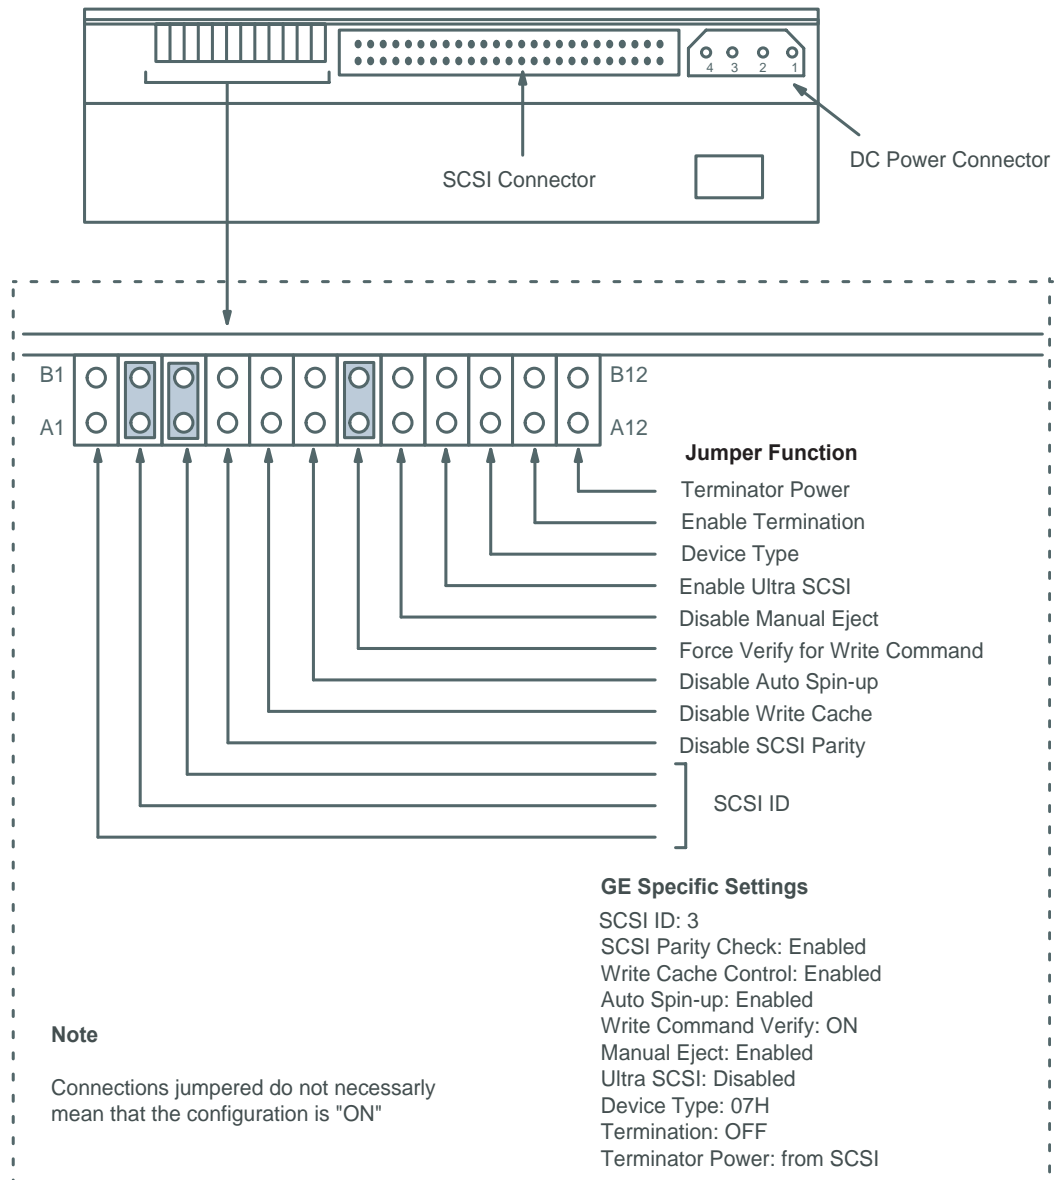 4 3 2 1
DC Power Connector
SCSI Connector
B1
B12
A1
A12
Jumper Function
Terminator Power
Enable Termination
Device Type
Enable Ultra SCSI
Disable Manual Eject
Force Verify for Write Command
Disable Auto Spin-up
Disable Write Cache
Disable SCSI Parity
SCSI ID
GE Specific Settings
SCSI ID: 3
SCSI Parity Check: Enabled
Write Cache Control: Enabled
Auto Spin-up: Enabled
Write Command Verify: ON
Manual Eject: Enabled
Ultra SCSI: Disabled
Device Type: 07H
Termination: OFF
Terminator Power: from SCSI
Note
Connections jumpered do not necessarly
mean that the configuration is "ON"